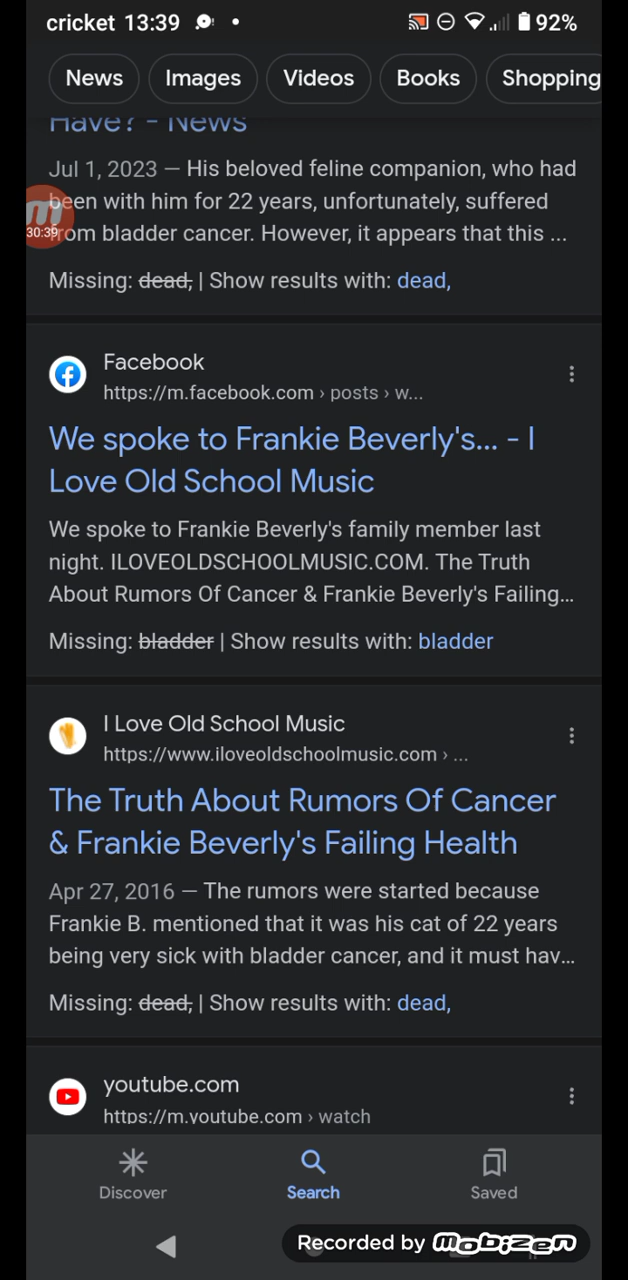 cricket 13:39 92%
News Images Videos Books Shopping
Have? - News
Jul 1, 2023 — His beloved feline companion, who had
been with him for 22 years, unfortunately, suffered
30:39
from bladder cancer. However, it appears that this ...
Missing: dead, | Show results with: dead,
Facebook
https://m.facebook.com › posts › w...
We spoke to Frankie Beverly's... - I
Love Old School Music
We spoke to Frankie Beverly's family member last
night. ILOVEOLDSCHOOLMUSIC.COM. The Truth
About Rumors Of Cancer & Frankie Beverly's Failing...
Missing: bladder | Show results with: bladder
I Love Old School Music
https://www.iloveoldschoolmusic.com › ...
The Truth About Rumors Of Cancer
& Frankie Beverly's Failing Health
Apr 27, 2016 — The rumors were started because
Frankie B. mentioned that it was his cat of 22 years
being very sick with bladder cancer, and it must hav...
Missing: dead, | Show results with: dead,
youtube.com
https://m.youtube.com › watch
Discover Search Saved
Recorded by mobizen